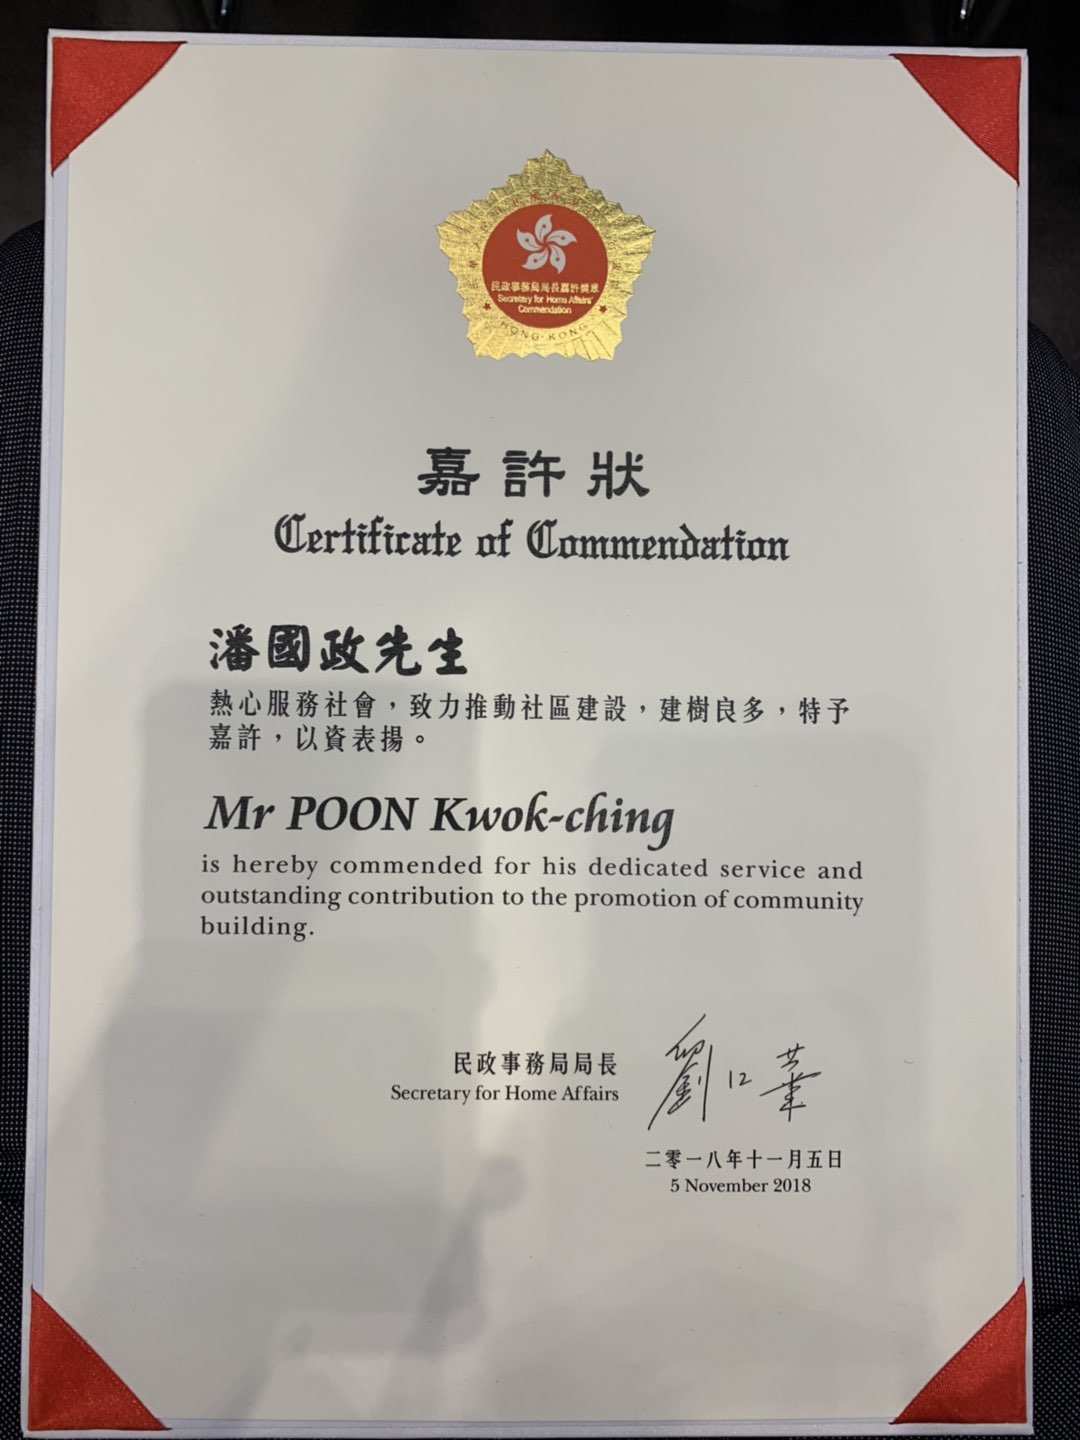 民政事務局局長嘉許獎章
Secretary for Home Affairs'
Commendation
HONG KONG
嘉許狀
Certificate of Commendation
潘國政先生
熱心服務社會，致力推動社區建設，建樹良多，特予
嘉許，以資表揚。
Mr POON Kwok-ching
is hereby commended for his dedicated service and
outstanding contribution to the promotion of community
building.
民政事務局局長
Secretary for Home Affairs
劉江華
二零一八年十一月五日
5 November 2018